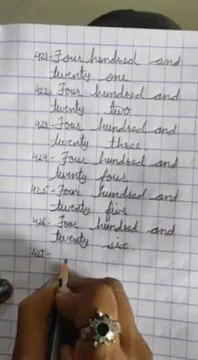 421- Four hundred and
twenty one
422- Four hundred and
twenty two
423- Four hundred and
twenty three
424- Four hundred and
twenty four
425- Four hundred and
twenty five
426- Four hundred and
twenty six
427-